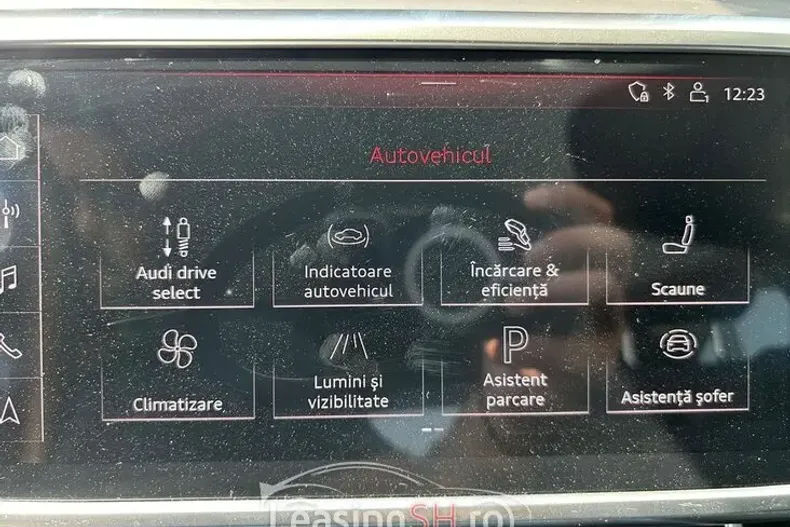 12:23
Autovehicul
Audi drive
select
Indicatoare
autovehicul
Încărcare &
eficiență
Scaune
Climatizare
Lumini și
vizibilitate
P
Asistent
parcare
Asistență șofer
LeasingSH.ro